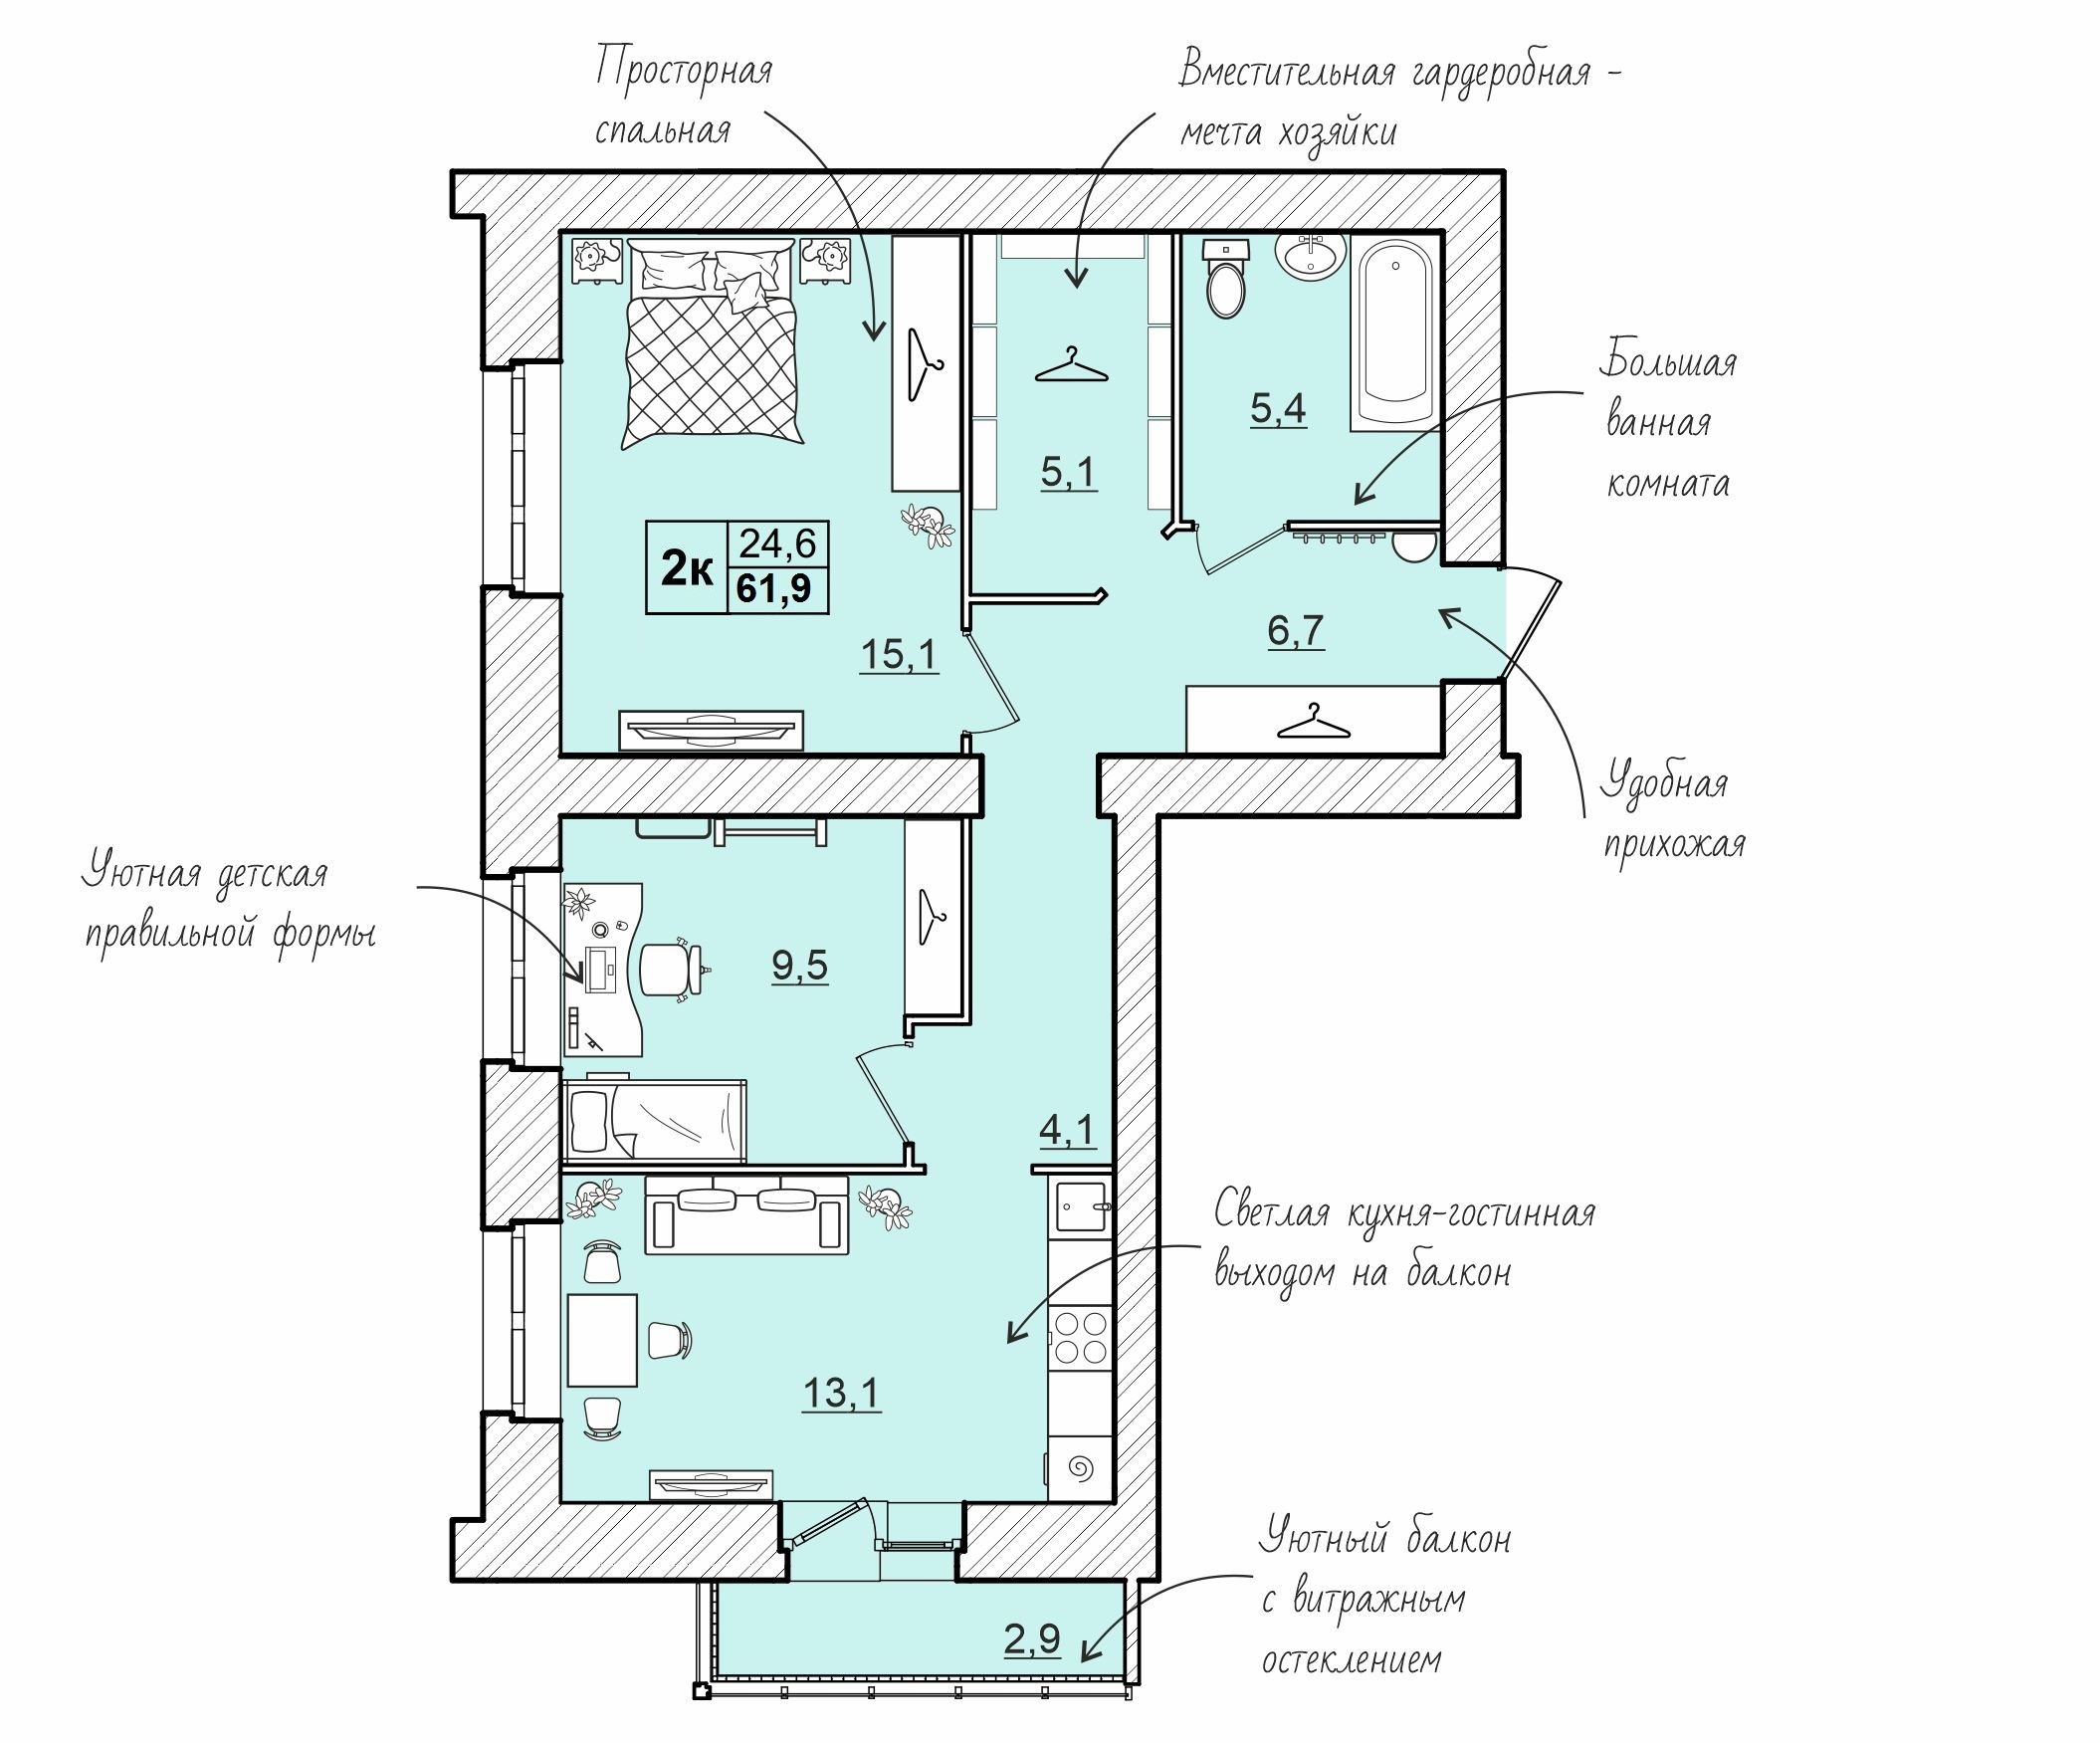 Просторная
спальная
Вместительная гардеробная -
мечта хозяйки
Большая
ванная
комната
5,4
5,1
2к
24,6
61,9
15,1
6,7
Удобная
прихожая
Уютная детская
правильной формы
9,5
4,1
Светлая кухня-гостинная
выходом на балкон
13,1
Уютный балкон
с витражным
остеклением
2,9